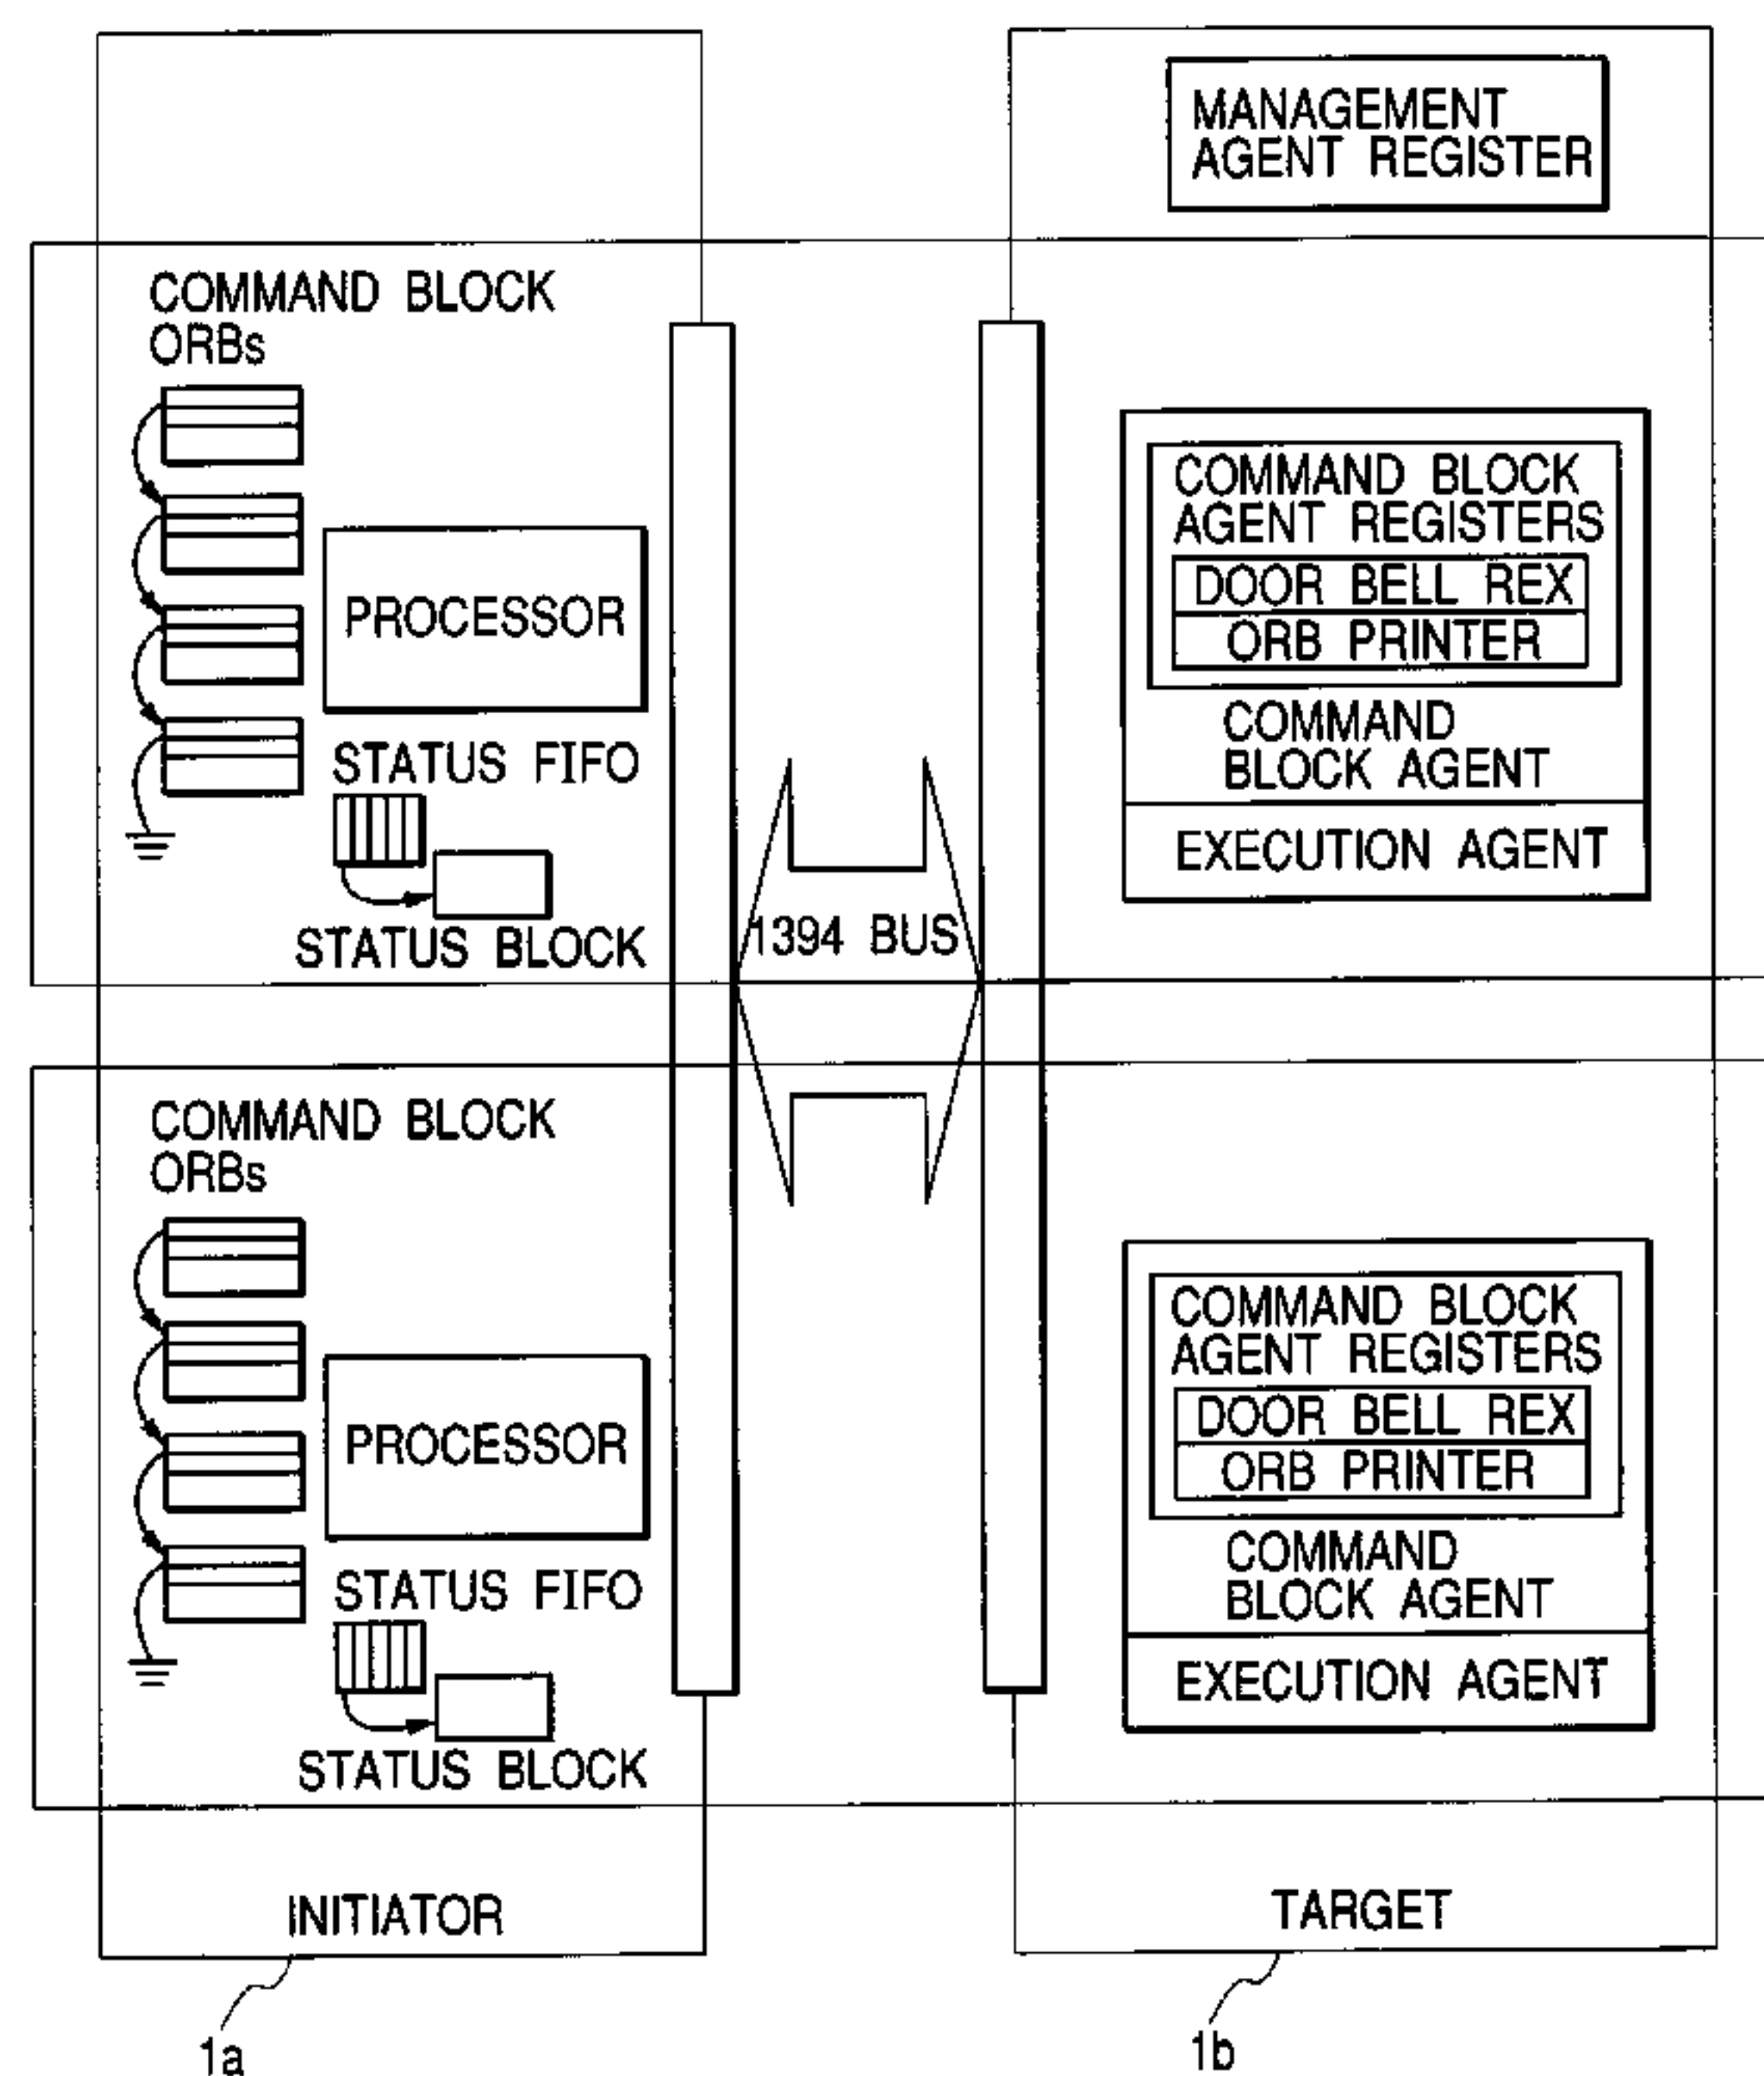 MANAGEMENT
AGENT REGISTER
COMMAND BLOCK
ORBs
PROCESSOR
STATUS FIFO
STATUS BLOCK
1394 BUS
COMMAND BLOCK
AGENT REGISTERS
DOOR BELL REX
ORB PRINTER
COMMAND
BLOCK AGENT
EXECUTION AGENT
COMMAND BLOCK
ORBs
PROCESSOR
STATUS FIFO
STATUS BLOCK
COMMAND BLOCK
AGENT REGISTERS
DOOR BELL REX
ORB PRINTER
COMMAND
BLOCK AGENT
EXECUTION AGENT
INITIATOR
TARGET
1a
1b